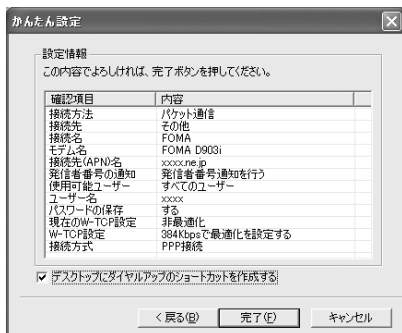 かんたん設定
設定情報
この内容でよろしければ、完了ボタンを押してください。
確認項目 内容
接続方法 パケット通信
接続先 その他
接続名 FOMA
モデム名 FOMA D903i
接続先(APN)名 xxxx.ne.jp
発信者番号の通知 発信者番号通知を行う
使用可能ユーザー すべてのユーザー
ユーザー名 xxxx
パスワードの保存 する
現在のW-TCP設定 非最適化
W-TCP設定 384Kbpsで最適化を設定する
接続方式 PPP接続
デスクトップにダイヤルアップのショートカットを作成する
< 戻る(B) 完了(F) キャンセル